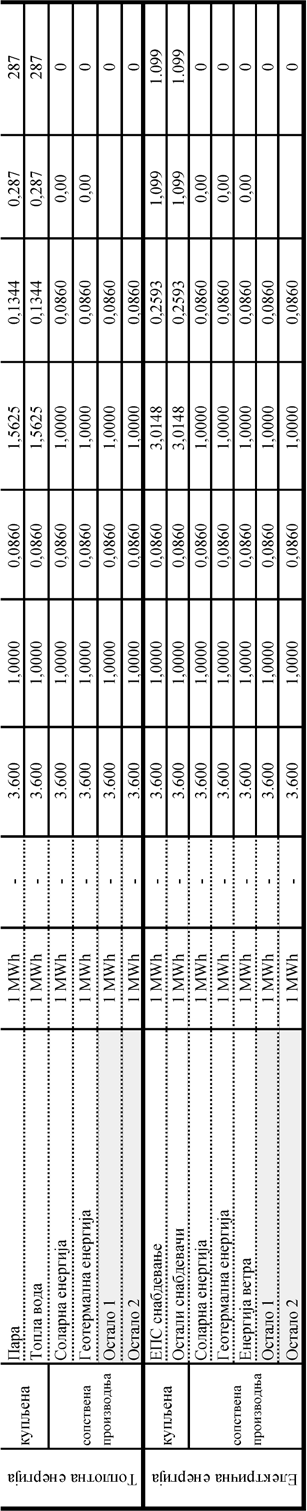 Топлотна енергија купљена Пара 1 MWh - 3.600 1,0000 0,0860 1,5625 0,1344 0,287 287
Топла вода 1 MWh - 3.600 1,0000 0,0860 1,5625 0,1344 0,287 287
сопствена производња Соларна енергија 1 MWh - 3.600 1,0000 0,0860 1,0000 0,0860 0,00 0
Геотермална енергија 1 MWh - 3.600 1,0000 0,0860 1,0000 0,0860 0,00 0
Остало 1 1 MWh - 3.600 1,0000 0,0860 1,0000 0,0860 0
Остало 2 1 MWh - 3.600 1,0000 0,0860 1,0000 0,0860 0
Електрична енергија купљена ЕПС снабдевање 1 MWh - 3.600 1,0000 0,0860 3,0148 0,2593 1,099 1.099
Остали снабдевачи 1 MWh - 3.600 1,0000 0,0860 3,0148 0,2593 1,099 1.099
сопствена производња Соларна енергија 1 MWh - 3.600 1,0000 0,0860 1,0000 0,0860 0,00 0
Геотермална енергија 1 MWh - 3.600 1,0000 0,0860 1,0000 0,0860 0,00 0
Енергија ветра 1 MWh - 3.600 1,0000 0,0860 1,0000 0,0860 0,00 0
Остало 1 1 MWh - 3.600 1,0000 0,0860 1,0000 0,0860 0
Остало 2 1 MWh - 3.600 1,0000 0,0860 1,0000 0,0860 0